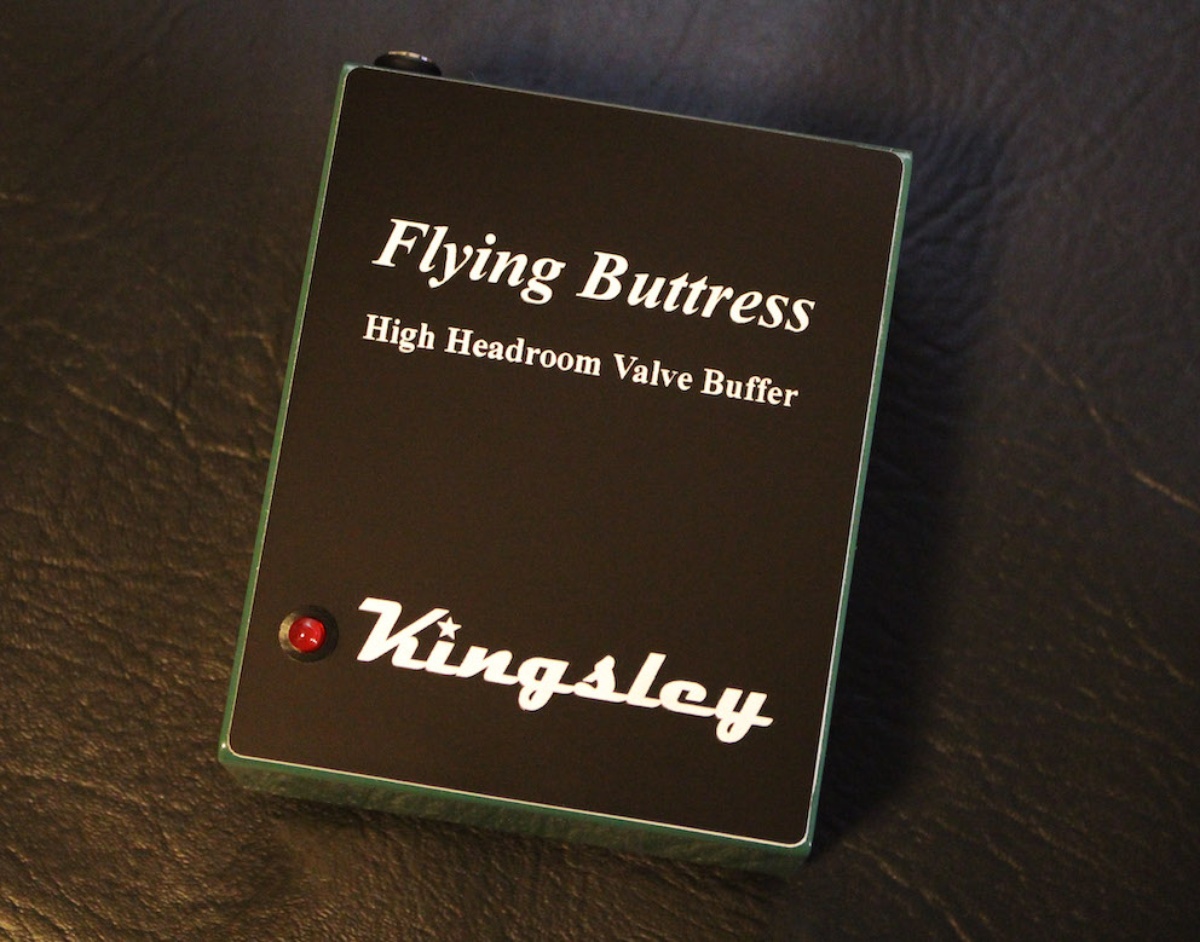 Flying Buttress
High Headroom Valve Buffer
Kingsley